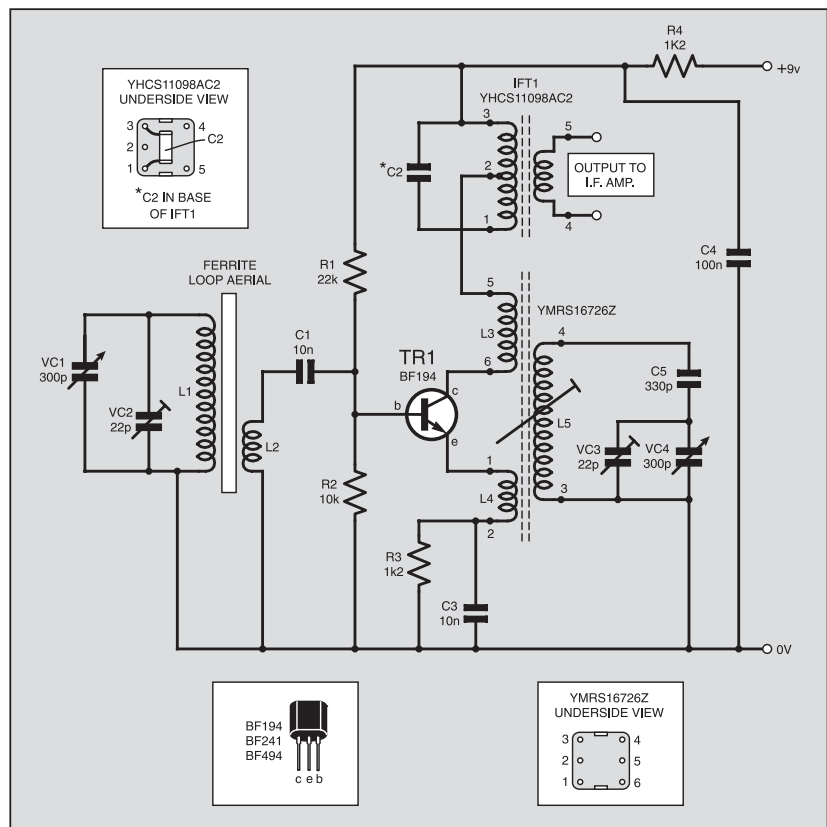 R4
1K2
+9v
YHCS11098AC2
UNDERSIDE VIEW
3
4
C2
2
1
5
*C2 IN BASE
OF IFT1
IFT1
YHCS11098AC2
3
5
*C2
2
OUTPUT TO
I.F. AMP.
1
4
C4
100n
R1
22k
FERRITE
LOOP AERIAL
5
YMRS16726Z
L3
4
C1
10n
TR1
BF194
6
VC1
300p
L1
C5
330p
c
VC2
22p
b
L5
e
L2
VC3
22p
VC4
300p
1
R2
10k
L4
3
2
R3
1k2
C3
10n
0V
BF194
BF241
BF494
c e b
YMRS16726Z
UNDERSIDE VIEW
3
4
2
5
1
6